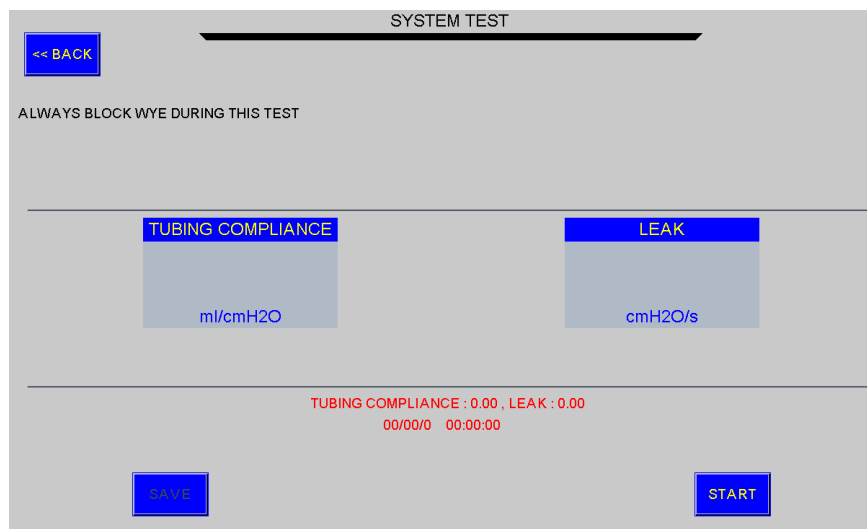 SYSTEM TEST
<< BACK
ALWAYS BLOCK WYE DURING THIS TEST
TUBING COMPLIANCE
LEAK
ml/cmH2O
cmH2O/s
TUBING COMPLIANCE : 0.00 , LEAK : 0.00
00/00/0 00:00:00
SAVE
START